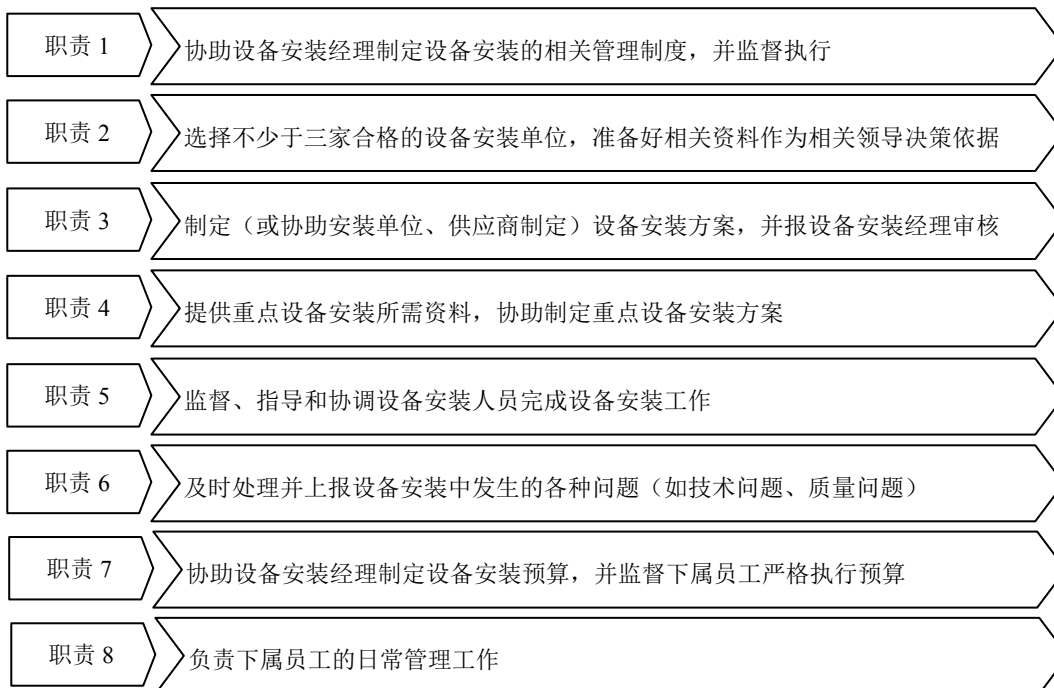 职责 1
协助设备安装经理制定设备安装的相关管理制度，并监督执行
职责 2
选择不少于三家合格的设备安装单位，准备好相关资料作为相关领导决策依据
职责 3
制定（或协助安装单位、供应商制定）设备安装方案，并报设备安装经理审核
职责 4
提供重点设备安装所需资料，协助制定重点设备安装方案
职责 5
监督、指导和协调设备安装人员完成设备安装工作
职责 6
及时处理并上报设备安装中发生的各种问题（如技术问题、质量问题）
职责 7
协助设备安装经理制定设备安装预算，并监督下属员工严格执行预算
职责 8
负责下属员工的日常管理工作